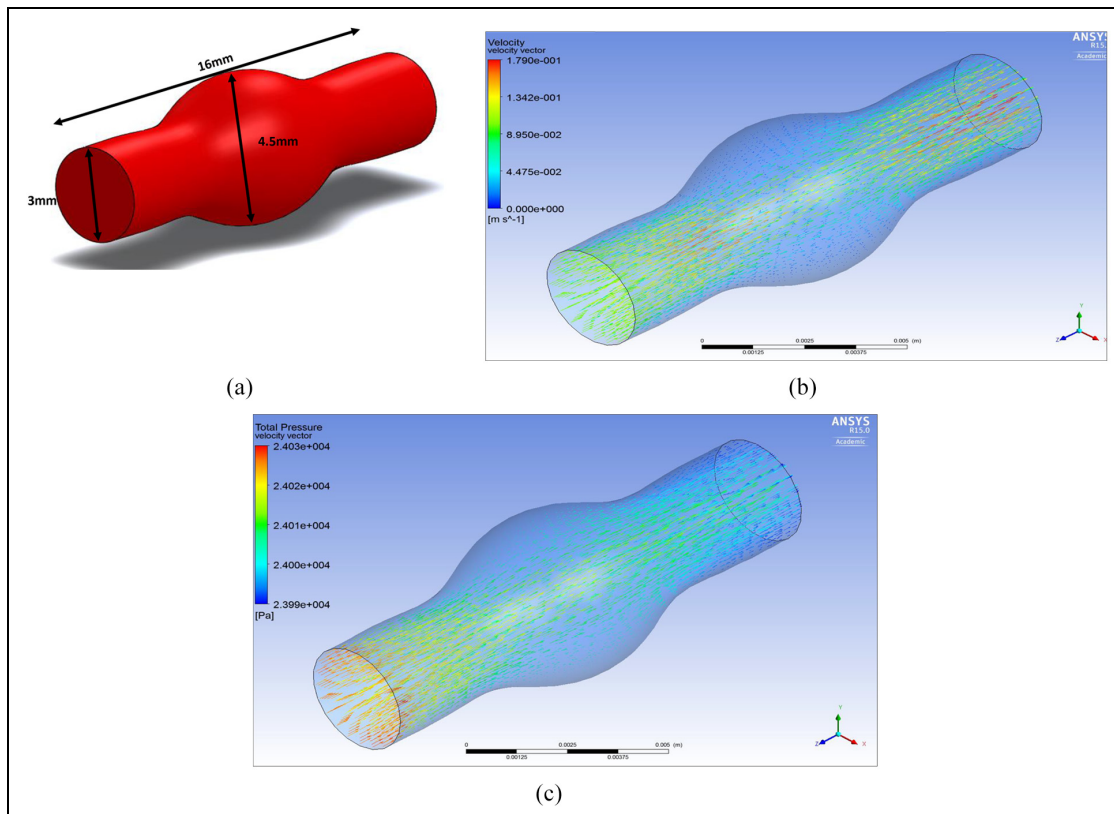 16mm
4.5mm
3mm
(a)
Velocity
velocity vector
1.790e-001
1.342e-001
8.950e-002
4.475e-002
0.000e+000
[m s^-1]
ANSYS
R15.
Academic
0 0.0025 0.005 (m)
0.00125 0.00375
Y
Z X
(b)
Total Pressure
velocity vector
2.403e+004
2.402e+004
2.401e+004
2.400e+004
2.399e+004
[Pa]
ANSYS
R15.0
Academic
0 0.0025 0.005 (m)
0.00125 0.00375
Y
Z X
(c)